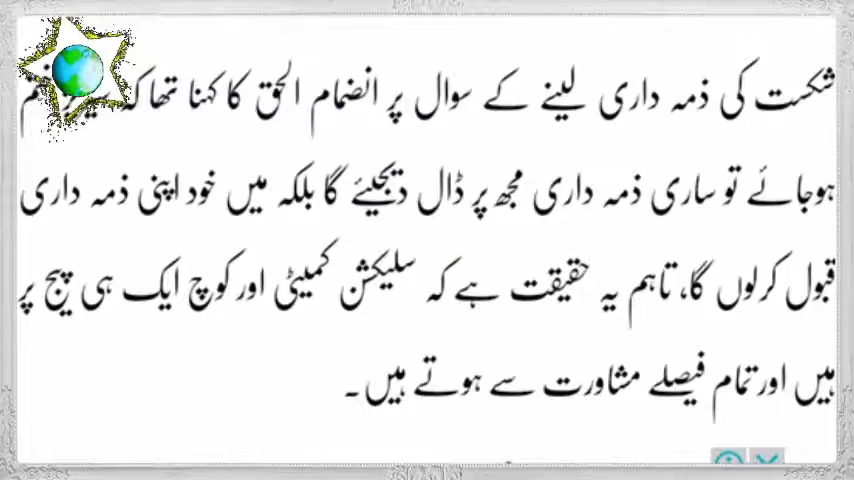 شکست کی ذمہ داری لینے کے سوال پر انضمام الحق کا کہنا تھا کہ
ہوجائے تو ساری ذمہ داری مجھ پر ڈال دیجیئے گا بلکہ میں خود اپنی ذمہ داری
قبول کرلوں گا، تاہم یہ حقیقت ہے کہ سلیکشن کمیٹی اور کوچ ایک ہی پیج پر
ہیں اور تمام فیصلے مشاورت سے ہوتے ہیں۔